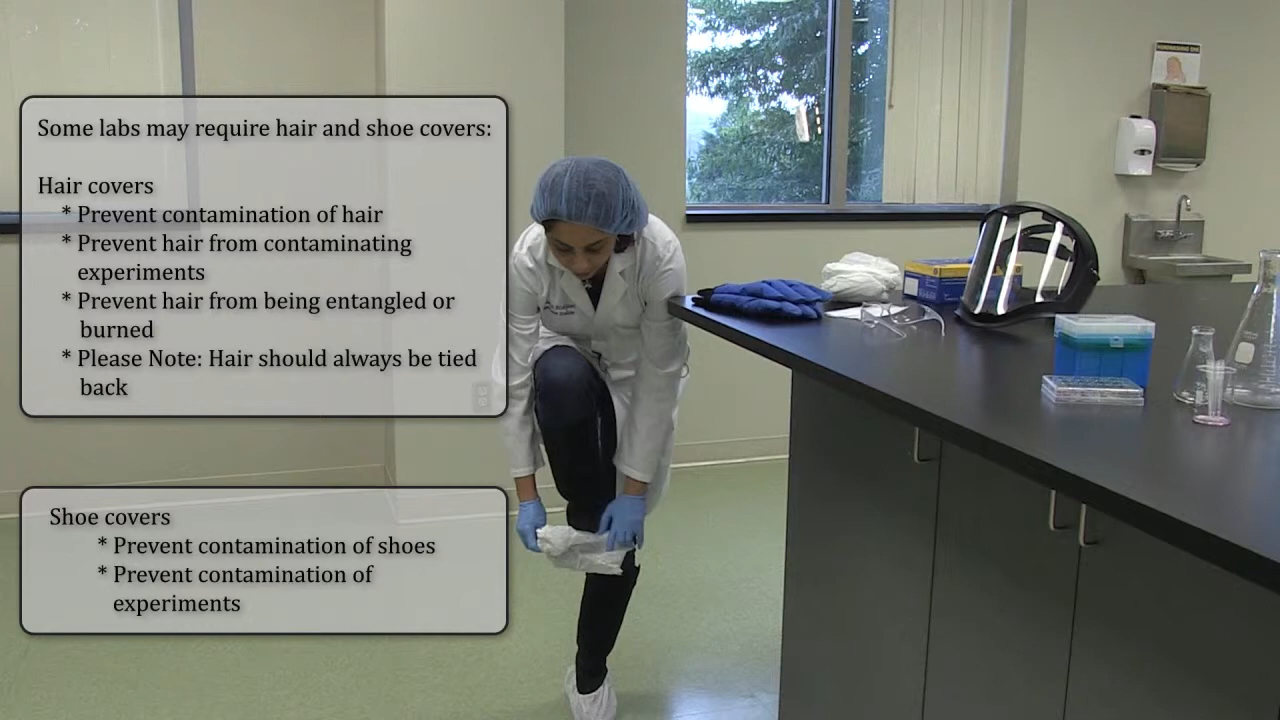 Some labs may require hair and shoe covers:
Hair covers
* Prevent contamination of hair
* Prevent hair from contaminating
experiments
* Prevent hair from being entangled or
burned
* Please Note: Hair should always be tied
back
Shoe covers
* Prevent contamination of shoes
* Prevent contamination of
experiments